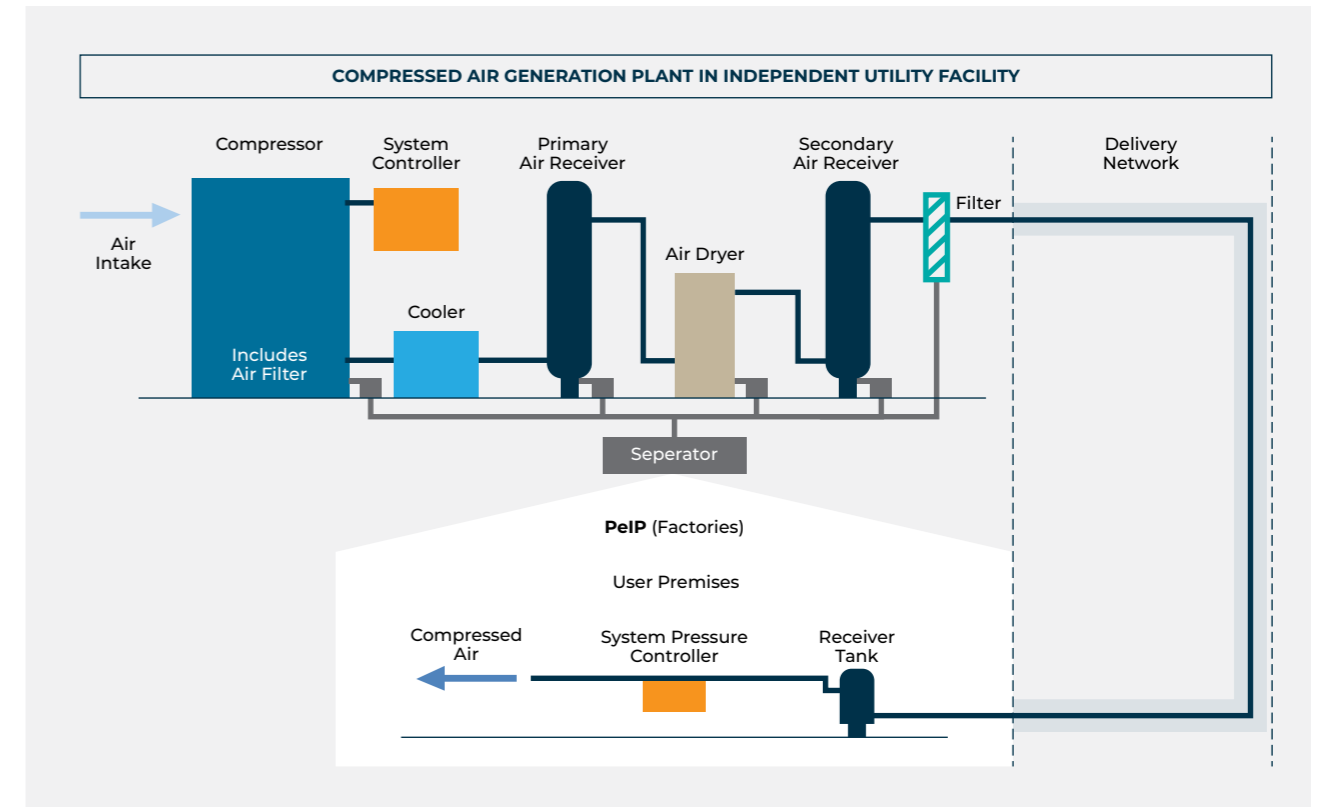 COMPRESSED AIR GENERATION PLANT IN INDEPENDENT UTILITY FACILITY
Compressor
System
Controller
Primary
Air Receiver
Secondary
Air Receiver
Delivery
Network
Filter
Air
Intake
Air Dryer
Cooler
Includes
Air Filter
Seperator
PeIP (Factories)
User Premises
Compressed
Air
System Pressure
Controller
Receiver
Tank